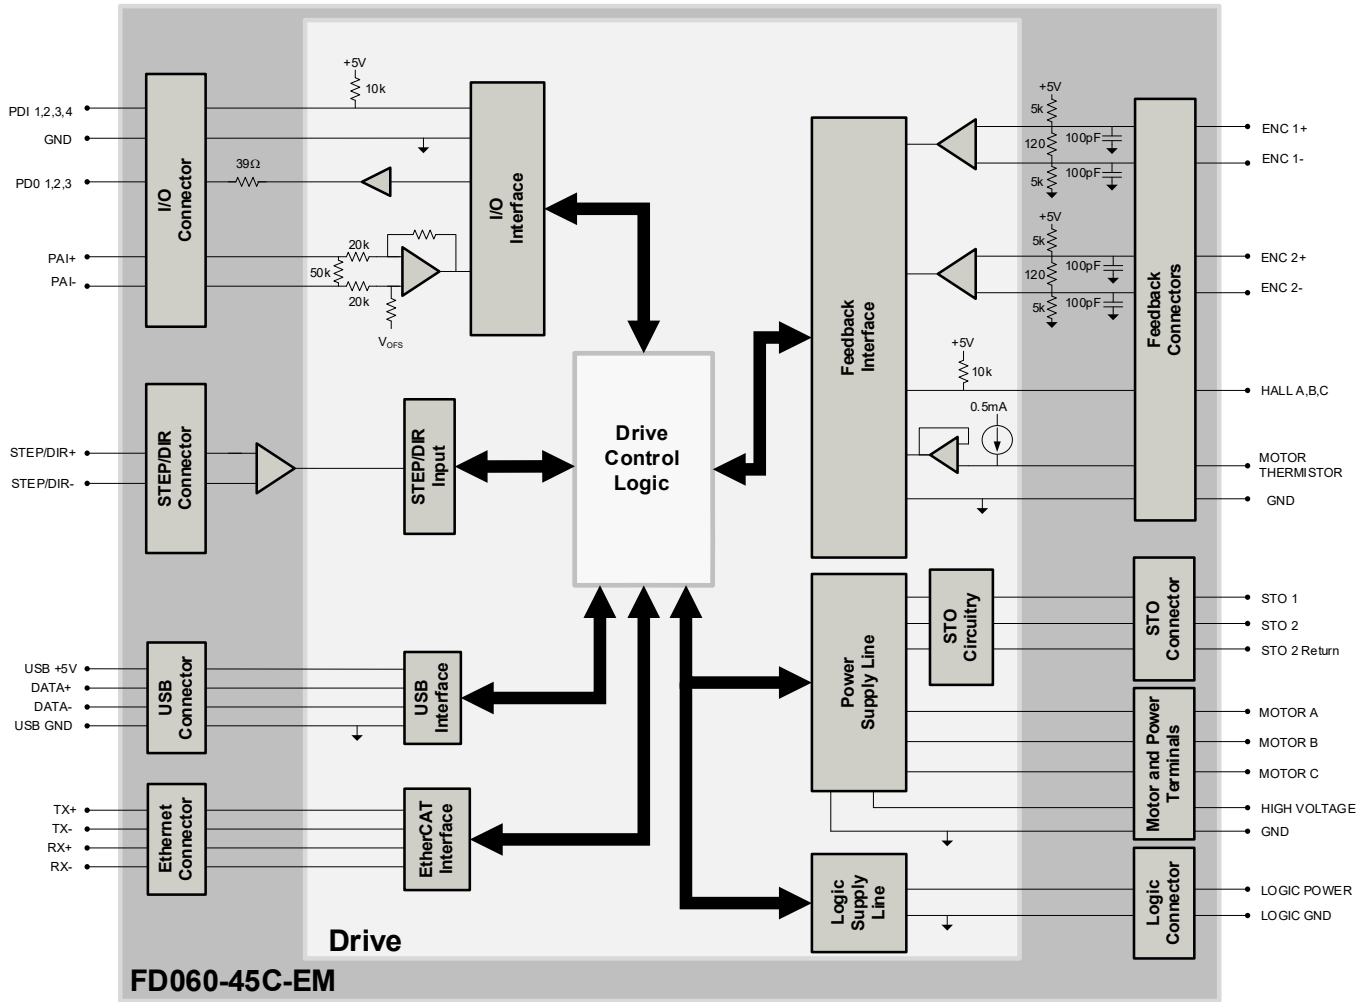 PDI 1,2,3,4
GND
PD0 1,2,3
PAI+
PAI-
I/O
Connector
+5V
10k
39Ω
20k
50k
20k
VOFS
I/O
Interface
STEP/DIR+
STEP/DIR-
STEP/DIR
Connector
STEP/DIR
Input
USB +5V
DATA+
DATA-
USB GND
USB
Connector
USB
Interface
TX+
TX-
RX+
RX-
Ethernet
Connector
EtherCAT
Interface
Drive
Control
Logic
Feedback
Interface
+5V
5k
120
5k
100pF
100pF
+5V
5k
120
5k
100pF
100pF
+5V
10k
0.5mA
Feedback
Connectors
ENC 1+
ENC 1-
ENC 2+
ENC 2-
HALL A,B,C
MOTOR
THERMISTOR
GND
Power
Supply Line
STO
Circuitry
STO
Connector
STO 1
STO 2
STO 2 Return
Motor and Power
Terminals
MOTOR A
MOTOR B
MOTOR C
HIGH VOLTAGE
GND
Logic
Supply
Line
Logic
Connector
LOGIC POWER
LOGIC GND
Drive
FD060-45C-EM